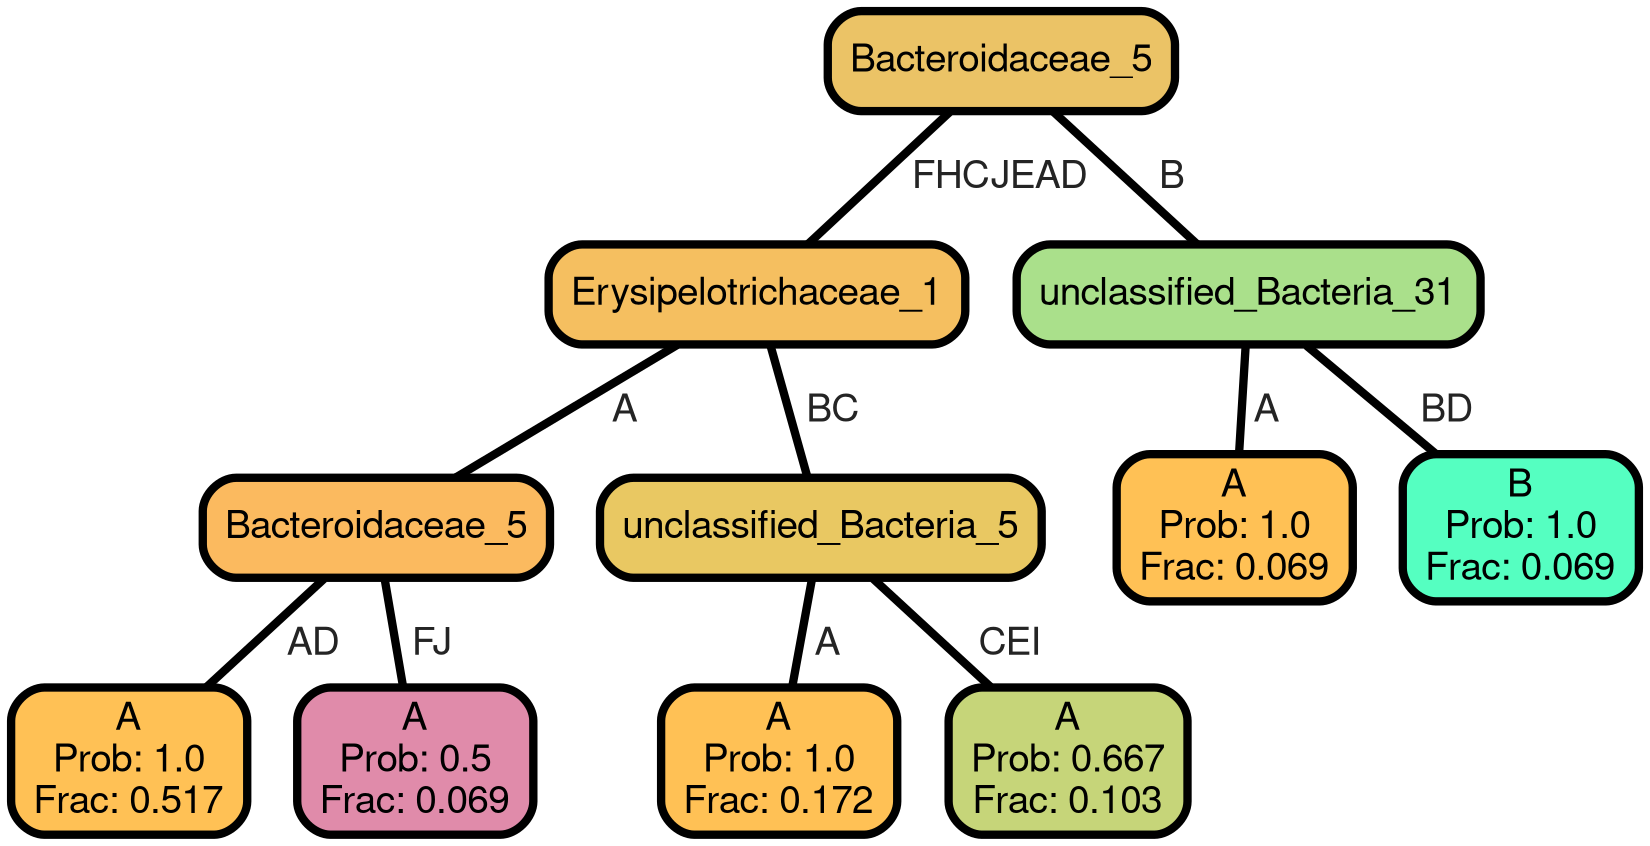 Bacteroidaceae_5
FHCJEAD
B
Erysipelotrichaceae_1
unclassified_Bacteria_31
A
BC
A
BD
Bacteroidaceae_5
unclassified_Bacteria_5
A
Prob: 1.0
Frac: 0.069
B
Prob: 1.0
Frac: 0.069
AD
FJ
A
CEI
A
Prob: 1.0
Frac: 0.517
A
Prob: 0.5
Frac: 0.069
A
Prob: 1.0
Frac: 0.172
A
Prob: 0.667
Frac: 0.103